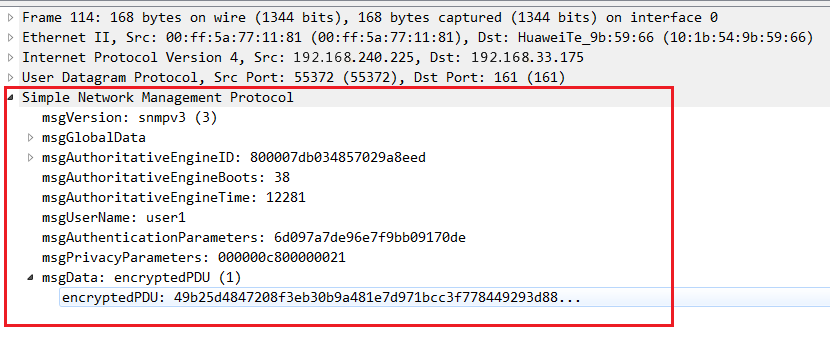 Frame 114: 168 bytes on wire (1344 bits), 168 bytes captured (1344 bits) on interface 0
Ethernet II, Src: 00:ff:5a:77:11:81 (00:ff:5a:77:11:81), Dst: HuaweiTe_9b:59:66 (10:1b:54:9b:59:66)
Internet Protocol Version 4, Src: 192.168.240.225, Dst: 192.168.33.175
User Datagram Protocol, Src Port: 55372 (55372), Dst Port: 161 (161)
Simple Network Management Protocol
msgVersion: snmpv3 (3)
msgGlobalData
msgAuthoritativeEngineID: 800007db034857029a8eed
msgAuthoritativeEngineBoots: 38
msgAuthoritativeEngineTime: 12281
msgUserName: user1
msgAuthenticationParameters: 6d097a7de96e7f9bb09170de
msgPrivacyParameters: 000000c800000021
msgData: encryptedPDU (1)
encryptedPDU: 49b25d4847208f3eb30b9a481e7d971bcc3f778449293d88...